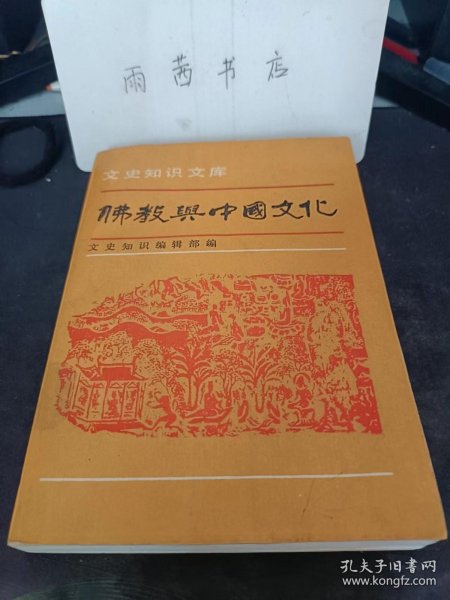 雨茜书店
文史知识文库
佛教與中國文化
文史知识编辑部编
孔夫子旧书网
www.kongfz.com